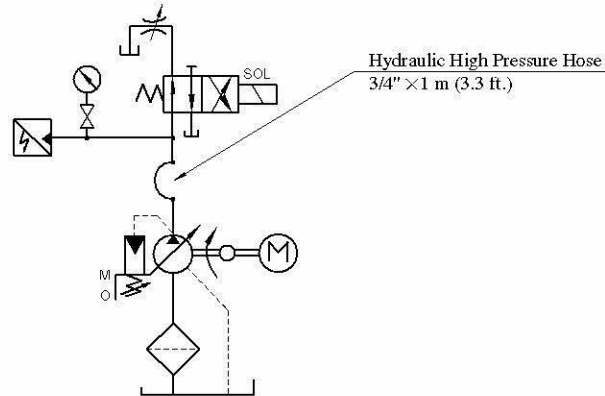 SOL
Hydraulic High Pressure Hose
3/4" ×1 m (3.3 ft.)
M
M
O